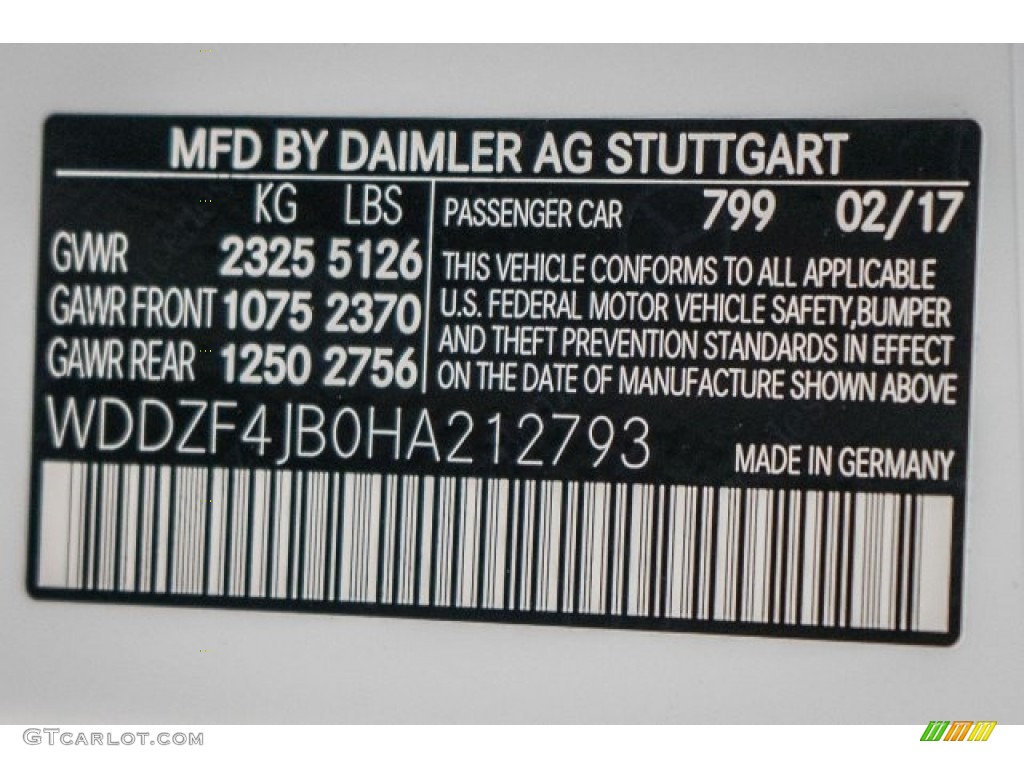 MFD BY DAIMLER AG STUTTGART
KG LBS
GVWR 2325 5126
GAWR FRONT 1075 2370
GAWR REAR 1250 2756
PASSENGER CAR 799 02/17
THIS VEHICLE CONFORMS TO ALL APPLICABLE
U.S. FEDERAL MOTOR VEHICLE SAFETY,BUMPER
AND THEFT PREVENTION STANDARDS IN EFFECT
ON THE DATE OF MANUFACTURE SHOWN ABOVE
WDDZF4JB0HA212793
MADE IN GERMANY
GTCARLOT.COM